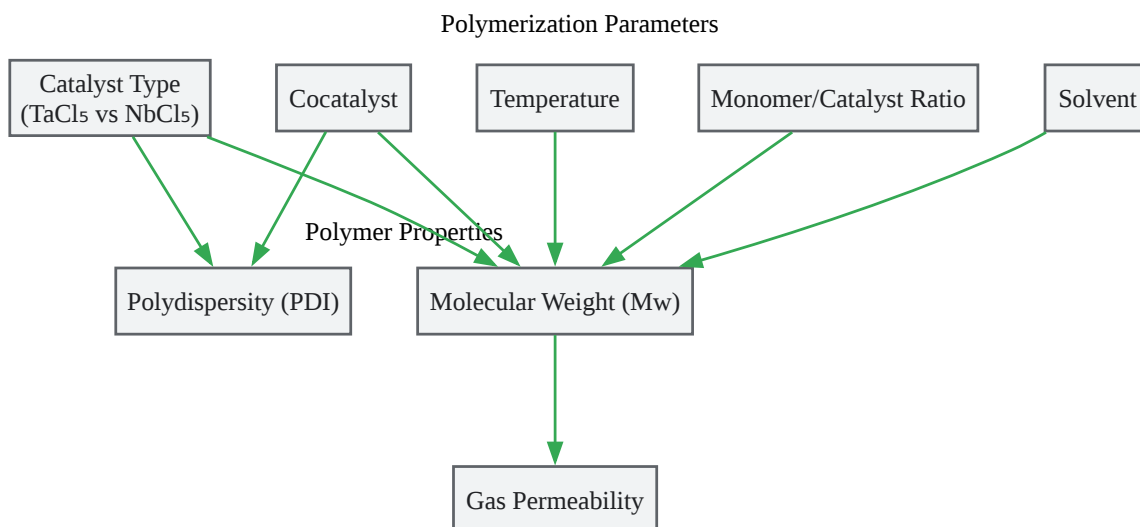 Polymerization Parameters
Catalyst Type
(TaCl₅ vs NbCl₅)
Cocatalyst
Temperature
Monomer/Catalyst Ratio
Solvent
Polymer Properties
Polydispersity (PDI)
Molecular Weight (Mw)
Gas Permeability